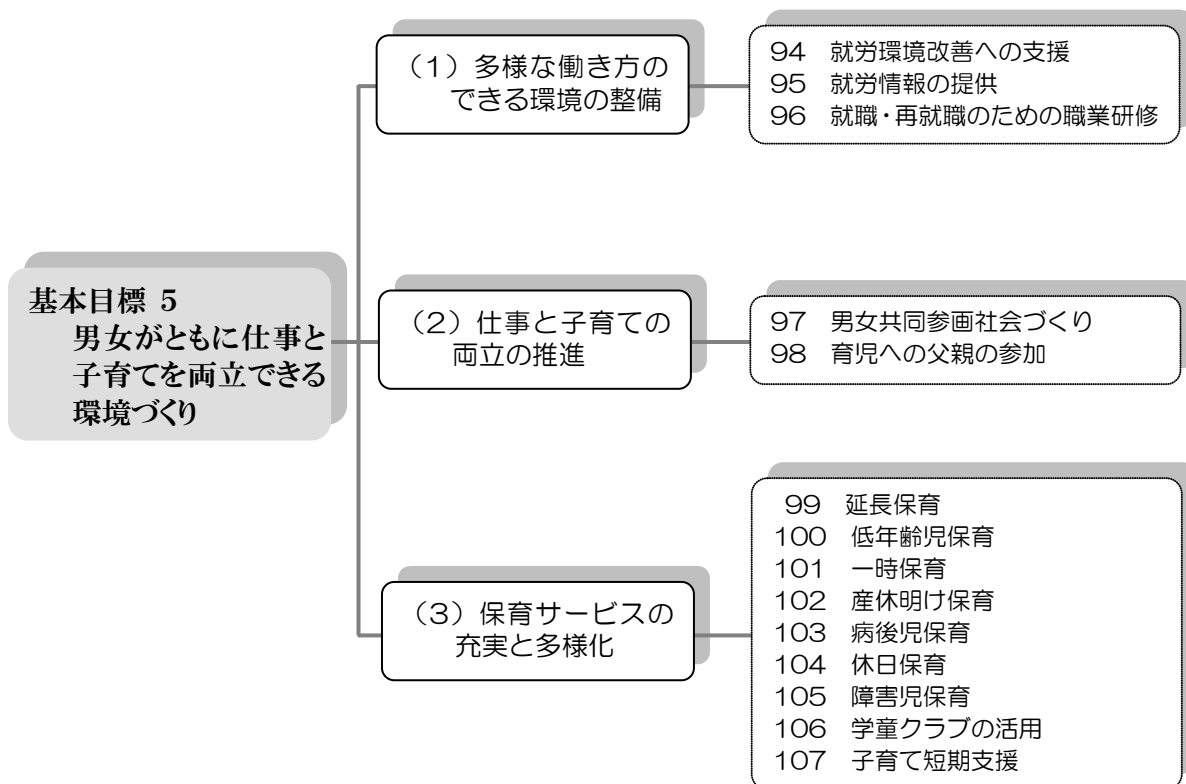 (1)多様な働き方の
できる環境の整備
94 就労環境改善への支援
95 就労情報の提供
96 就職・再就職のための職業研修
基本目標 5
男女がともに仕事と
子育てを両立できる
環境づくり
(2)仕事と子育ての
両立の推進
97 男女共同参画社会づくり
98 育児への父親の参加
(3)保育サービスの
充実と多様化
99 延長保育
100 低年齢児保育
101 一時保育
102 産休明け保育
103 病後児保育
104 休日保育
105 障害児保育
106 学童クラブの活用
107 子育て短期支援